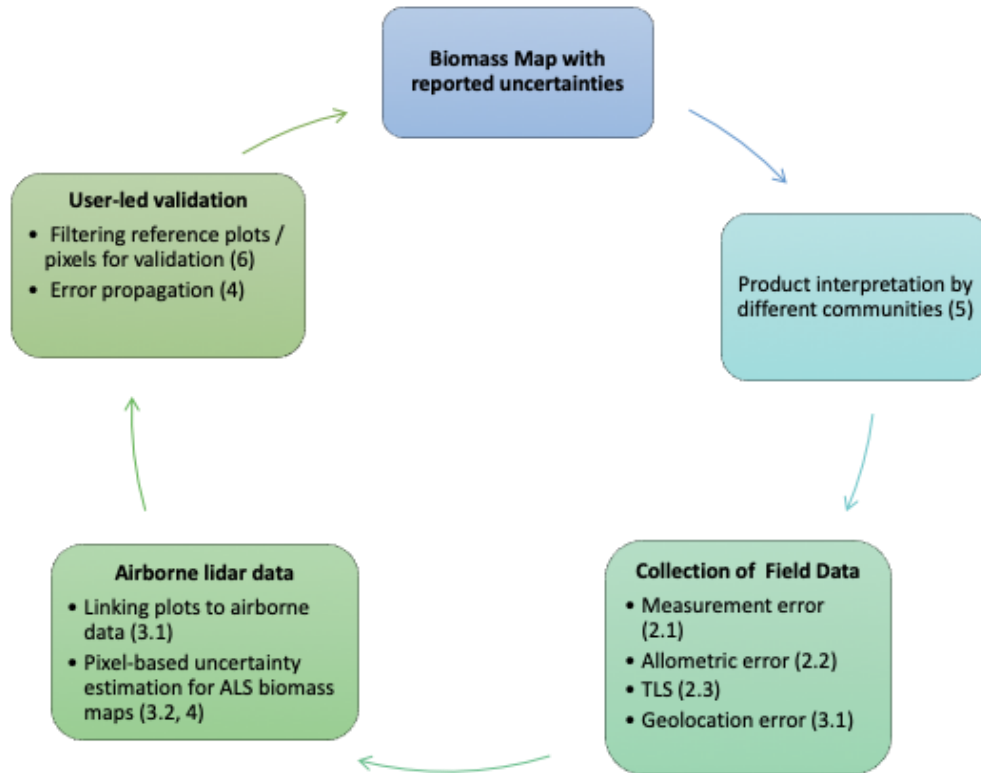 Biomass Map with
reported uncertainties
Product interpretation by
different communities (5)
Collection of Field Data
• Measurement error
(2.1)
• Allometric error (2.2)
• TLS (2.3)
• Geolocation error (3.1)
Airborne lidar data
• Linking plots to airborne
data (3.1)
• Pixel-based uncertainty
estimation for ALS biomass
maps (3.2, 4)
User-led validation
• Filtering reference plots /
pixels for validation (6)
• Error propagation (4)